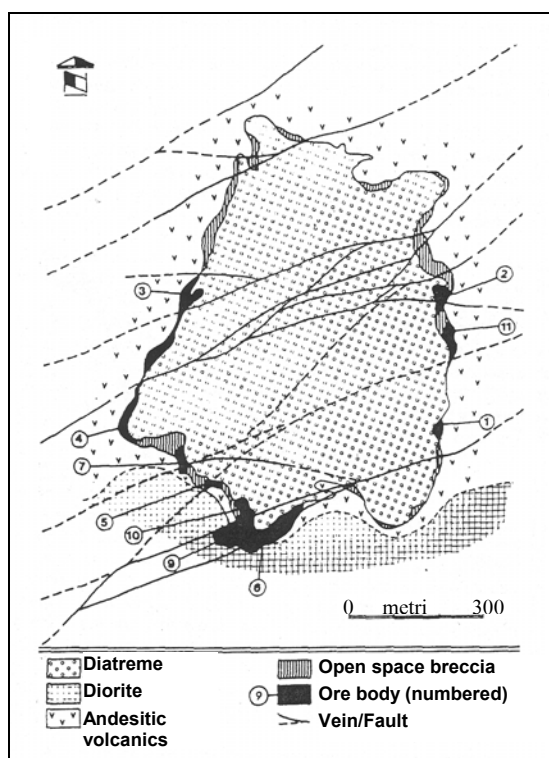 3
2
11
4
1
7
5
10
9
6
0 metri 300
Diatreme
Diorite
Andesitic
volcanics
Open space breccia
9 Ore body (numbered)
Vein/Fault